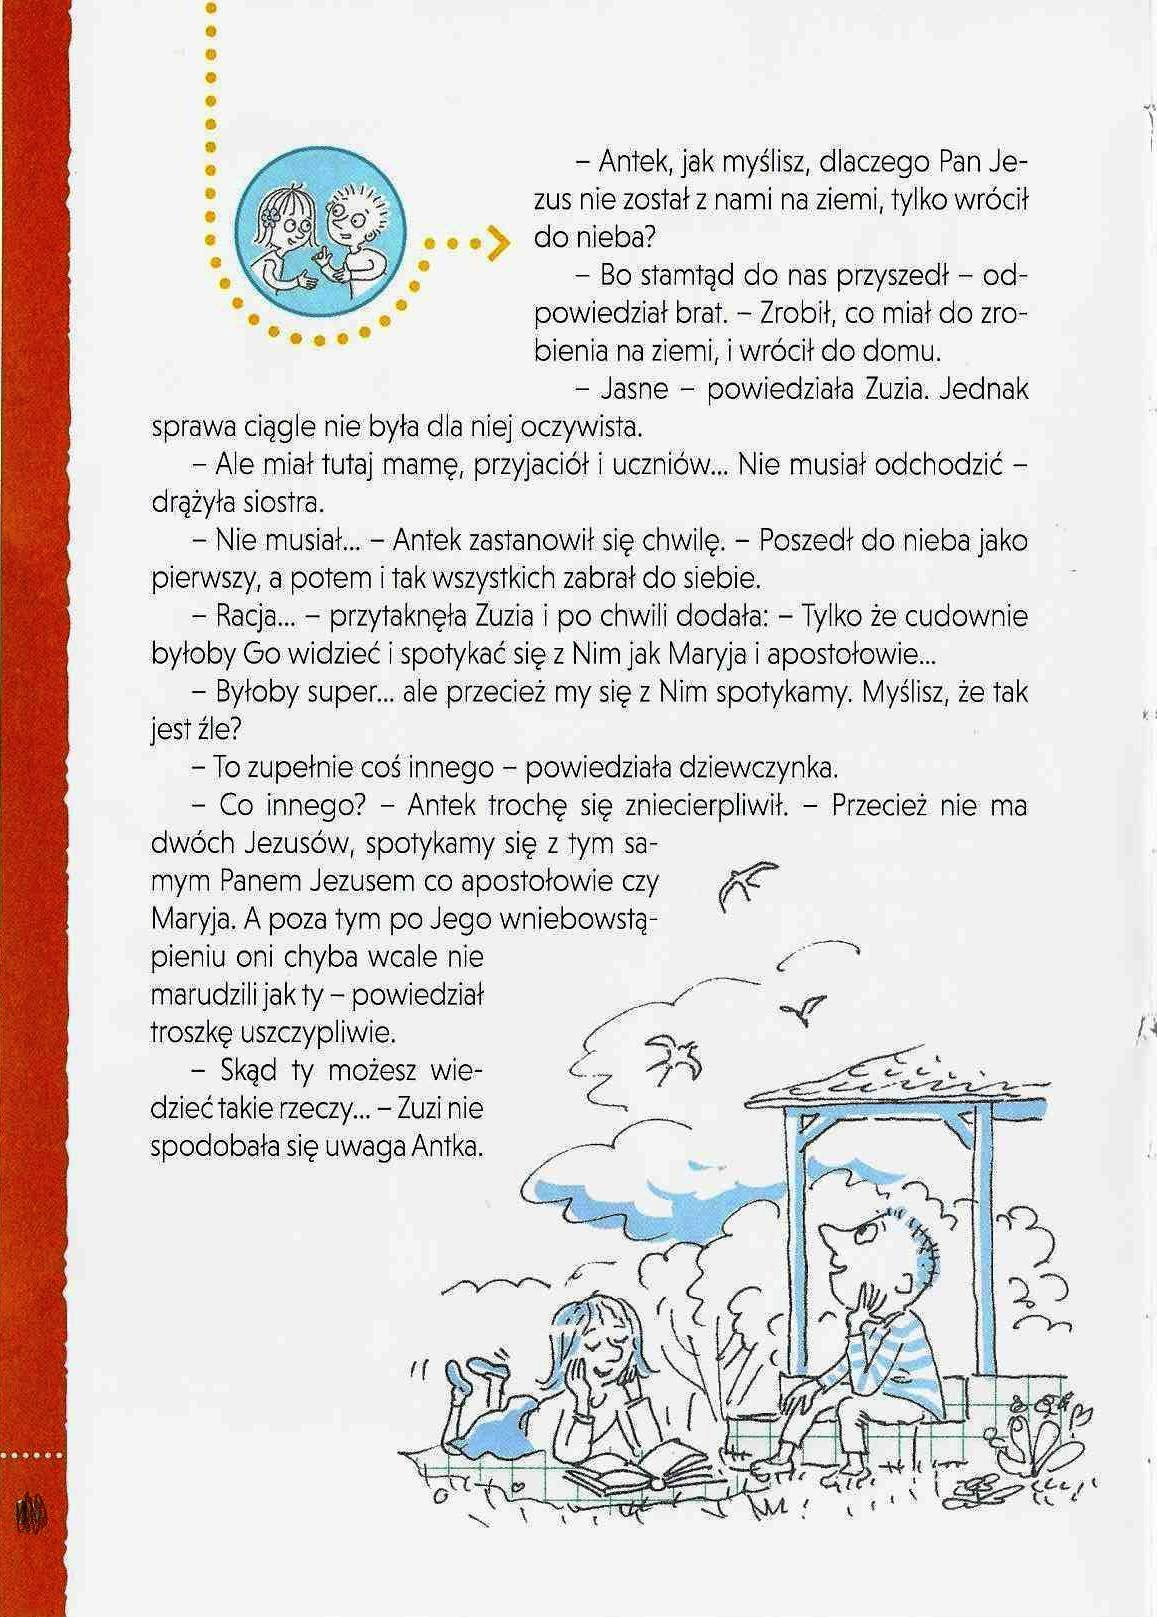 – Antek, jak myślisz, dlaczego Pan Je-
zus nie został z nami na ziemi, tylko wrócił
do nieba?
– Bo stamtąd do nas przyszedł – od-
powiedział brat. – Zrobił, co miał do zro-
bienia na ziemi, i wrócił do domu.
– Jasne – powiedziała Zuzia. Jednak
sprawa ciągle nie była dla niej oczywista.
– Ale miał tutaj mamę, przyjaciół i uczniów... Nie musiał odchodzić –
drążyła siostra.
– Nie musiał... – Antek zastanowił się chwilę. – Poszedł do nieba jako
pierwszy, a potem i tak wszystkich zabrał do siebie.
– Racja... – przytaknęła Zuzia i po chwili dodała: – Tylko że cudownie
byłoby Go widzieć i spotykać się z Nim jak Maryja i apostołowie...
– Byłoby super... ale przecież my się z Nim spotykamy. Myślisz, że tak
jest źle?
– To zupełnie coś innego – powiedziała dziewczynka.
– Co innego? – Antek trochę się zniecierpliwił. – Przecież nie ma
dwóch Jezusów, spotykamy się z tym sa-
mym Panem Jezusem co apostołowie czy
Maryja. A poza tym po Jego wniebowstą-
pieniu oni chyba wcale nie
marudzili jak ty – powiedział
troszkę uszczypliwie.
– Skąd ty możesz wie-
dzieć takie rzeczy... – Zuzi nie
spodobała się uwaga Antka.